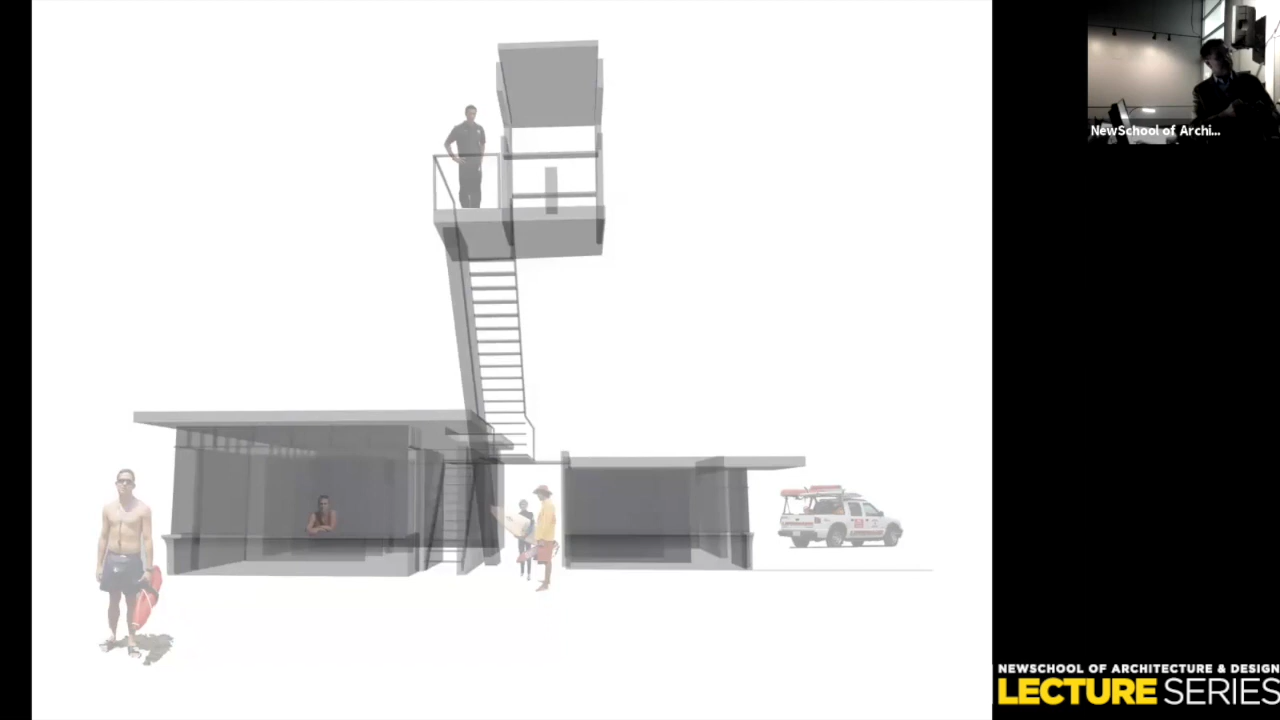 NewSchool of Archi...
NEWSCHOOL OF ARCHITECTURE & DESIGN
LECTURE SERIES